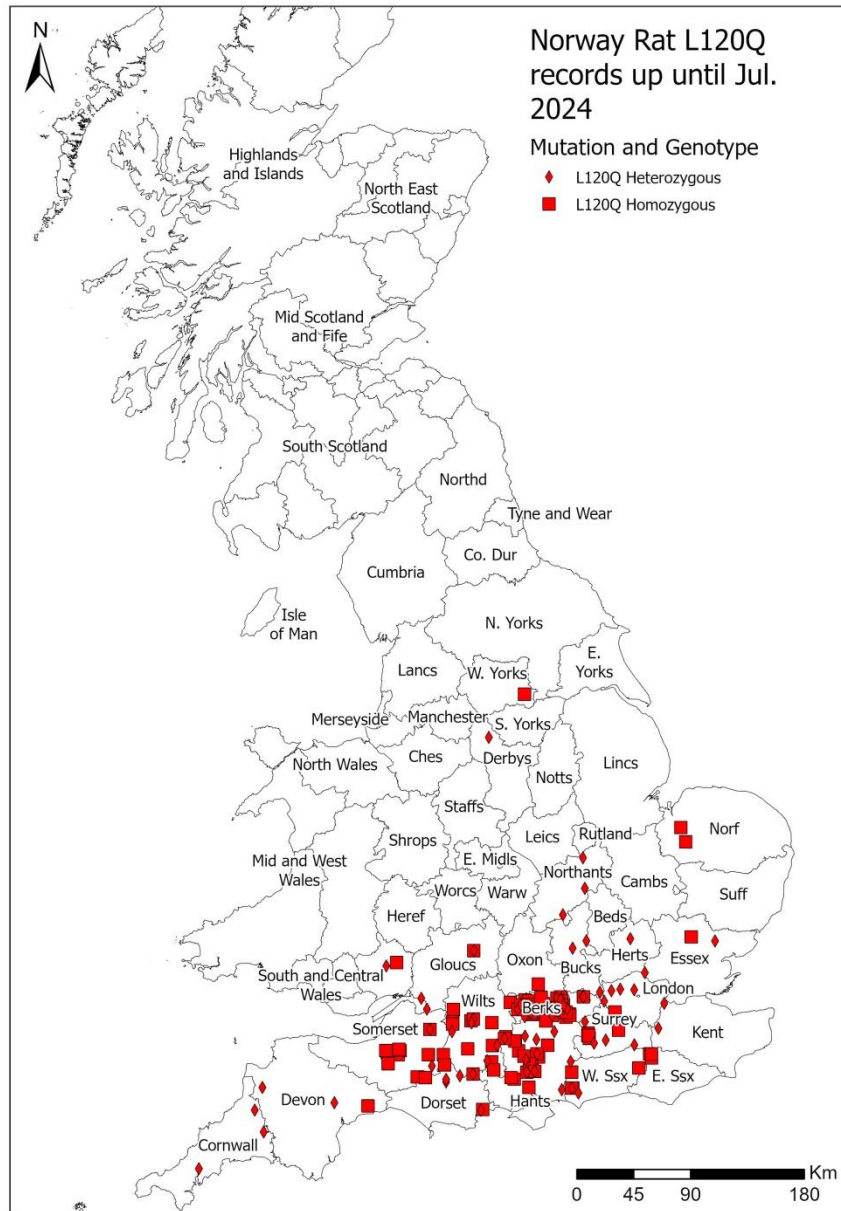 N
Norway Rat L120Q
records up until Jul.
2024
Mutation and Genotype
L120Q Heterozygous
L120Q Homozygous
Highlands
and Islands
North East
Scotland
Mid Scotland
and Fife
South Scotland
Northd
Tyne and Wear
Co. Dur
Cumbria
Isle
of Man
N. Yorks
E.
Yorks
Lancs
W. Yorks
Merseyside
Manchester
S. Yorks
North Wales
Ches
Derbys
Notts
Lincs
Staffs
Shrops
Leics
Rutland
Norf
Mid and West
Wales
E. Midls
Northants
Cambs
Suff
Heref
Worcs
Warw
Beds
South and Central
Wales
Gloucs
Oxon
Bucks
Herts
Essex
London
Wilts
Berks
Surrey
Kent
Somerset
W. Ssx
E. Ssx
Devon
Dorset
Hants
Cornwall
Km
0 45 90 180